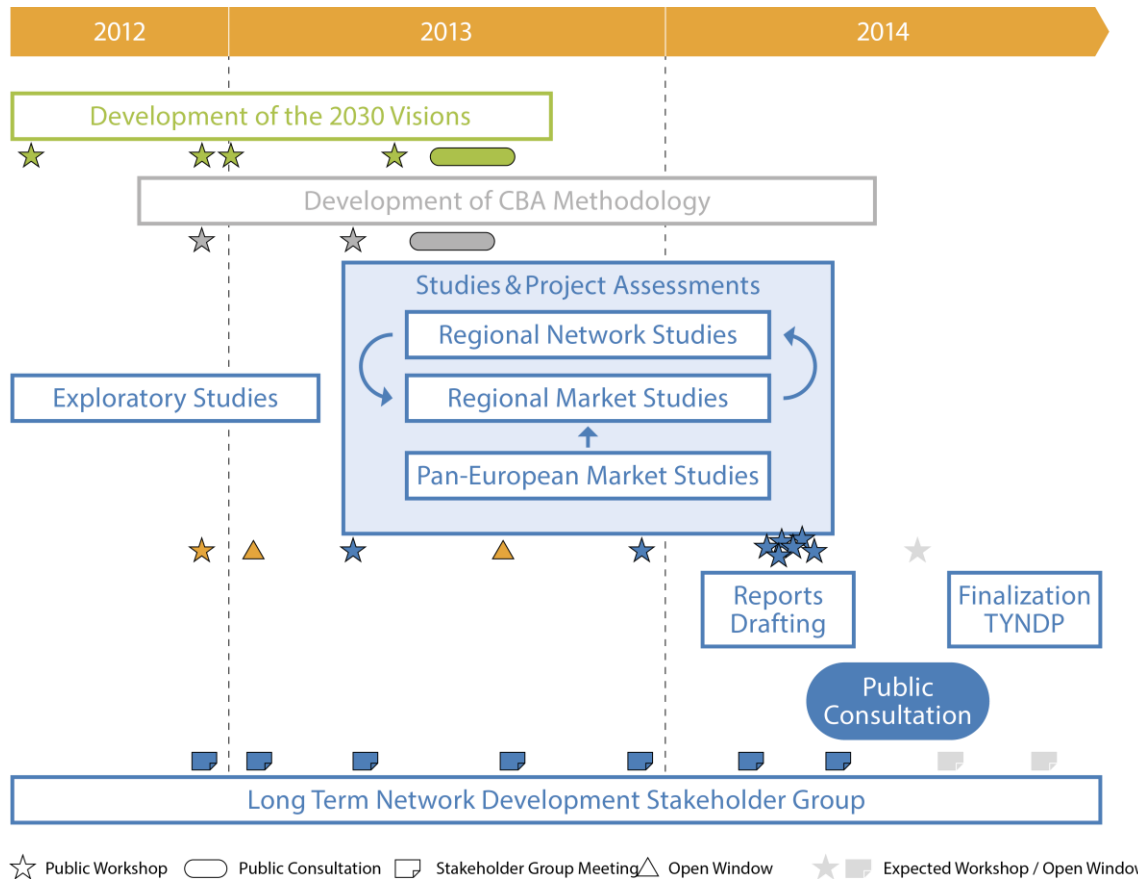 2012 2013 2014
Development of the 2030 Visions
Development of CBA Methodology
Studies & Project Assessments
Regional Network Studies
Exploratory Studies
Regional Market Studies
Pan-European Market Studies
Reports
Drafting
Finalization
TYNDP
Public
Consultation
Long Term Network Development Stakeholder Group
Public Workshop Public Consultation Stakeholder Group Meeting Open Window Expected Workshop / Open Window